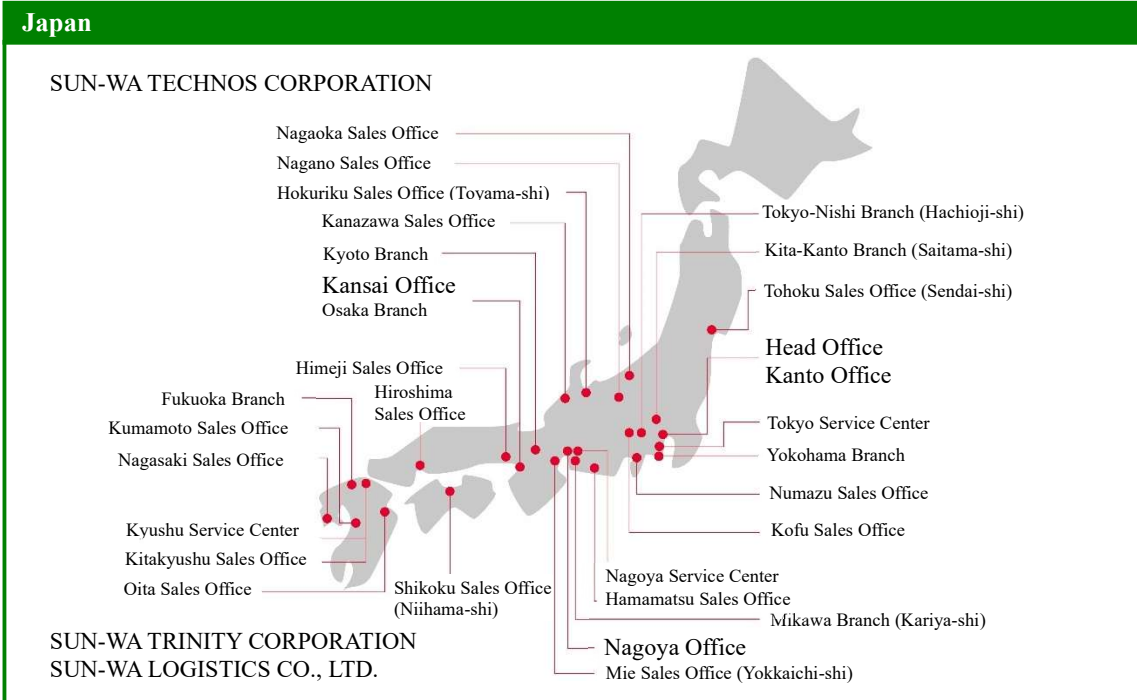 Japan
SUN-WA TECHNOS CORPORATION
Nagaoka Sales Office
Nagano Sales Office
Hokuriku Sales Office (Toyama-shi)
Kanazawa Sales Office
Kyoto Branch
Kansai Office
Osaka Branch
Himeji Sales Office
Hiroshima
Sales Office
Fukuoka Branch
Kumamoto Sales Office
Nagasaki Sales Office
Kyushu Service Center
Kitakyushu Sales Office
Oita Sales Office
Shikoku Sales Office
(Niihama-shi)
Tokyo-Nishi Branch (Hachioji-shi)
Kita-Kanto Branch (Saitama-shi)
Tohoku Sales Office (Sendai-shi)
Head Office
Kanto Office
Tokyo Service Center
Yokohama Branch
Numazu Sales Office
Kofu Sales Office
Nagoya Service Center
Hamamatsu Sales Office
Mikawa Branch (Kariya-shi)
Nagoya Office
Mie Sales Office (Yokkaichi-shi)
SUN-WA TRINITY CORPORATION
SUN-WA LOGISTICS CO., LTD.